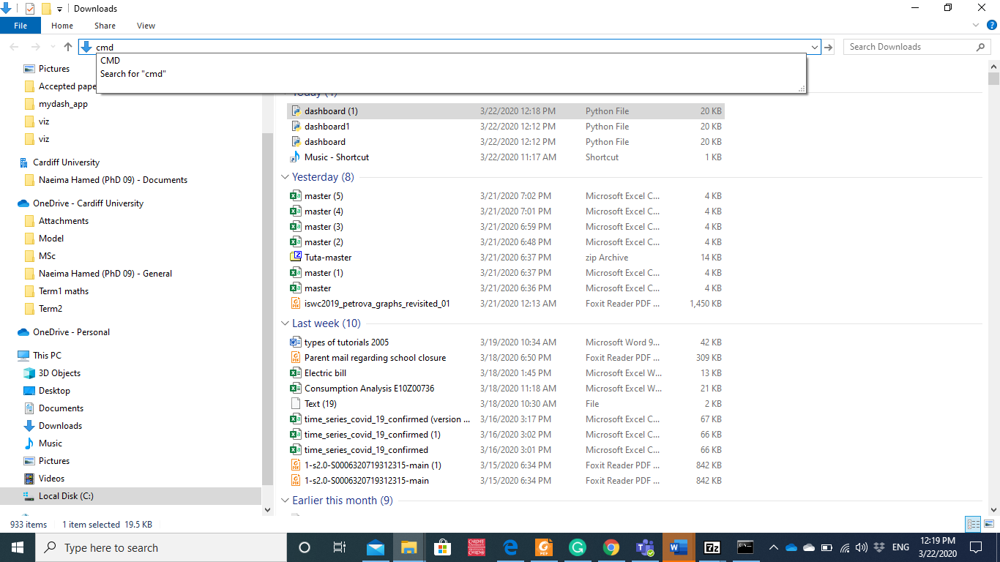 Downloads
File Home Share View
cmd
Search Downloads
CMD
Search for "cmd"
Pictures
Accepted pape
mydash_app
viz
viz
Cardiff University
Naeima Hamed (PhD 09) - Documents
OneDrive - Cardiff University
Attachments
Model
MSc
Naeima Hamed (PhD 09) - General
Term1 maths
Term2
OneDrive - Personal
This PC
3D Objects
Desktop
Documents
Downloads
Music
Pictures
Videos
Local Disk (C:)
Today (4)
dashboard (1) 3/22/2020 12:18 PM Python File 20 KB
dashboard1 3/22/2020 12:12 PM Python File 20 KB
dashboard 3/22/2020 12:12 PM Python File 20 KB
Music - Shortcut 3/22/2020 11:17 AM Shortcut 1 KB
Yesterday (8)
master (5) 3/21/2020 7:02 PM Microsoft Excel C... 4 KB
master (4) 3/21/2020 7:01 PM Microsoft Excel C... 4 KB
master (3) 3/21/2020 6:59 PM Microsoft Excel C... 4 KB
master (2) 3/21/2020 6:48 PM Microsoft Excel C... 4 KB
Tuta-master 3/21/2020 6:37 PM zip Archive 14 KB
master (1) 3/21/2020 6:37 PM Microsoft Excel C... 4 KB
master 3/21/2020 6:36 PM Microsoft Excel C... 4 KB
iswc2019_petrova_graphs_revisited_01 3/21/2020 12:13 AM Foxit Reader PDF ... 1,450 KB
Last week (10)
types of tutorials 2005 3/19/2020 10:34 AM Microsoft Word 9... 42 KB
Parent mail regarding school closure 3/18/2020 6:50 PM Foxit Reader PDF ... 309 KB
Electric bill 3/18/2020 1:45 PM Microsoft Excel W... 13 KB
Consumption Analysis E10Z00736 3/18/2020 11:18 AM Microsoft Excel W... 21 KB
Text (19) 3/18/2020 10:30 AM File 2 KB
time_series_covid_19_confirmed (version ... 3/16/2020 3:17 PM Microsoft Excel C... 67 KB
time_series_covid_19_confirmed (1) 3/16/2020 3:02 PM Microsoft Excel C... 66 KB
time_series_covid_19_confirmed 3/16/2020 3:01 PM Microsoft Excel C... 66 KB
1-s2.0-S0006320719312315-main (1) 3/15/2020 6:34 PM Foxit Reader PDF ... 842 KB
1-s2.0-S0006320719312315-main 3/15/2020 6:34 PM Foxit Reader PDF ... 842 KB
Earlier this month (9)
933 items 1 item selected 19.5 KB
Type here to search
ENG
12:19 PM
3/22/2020